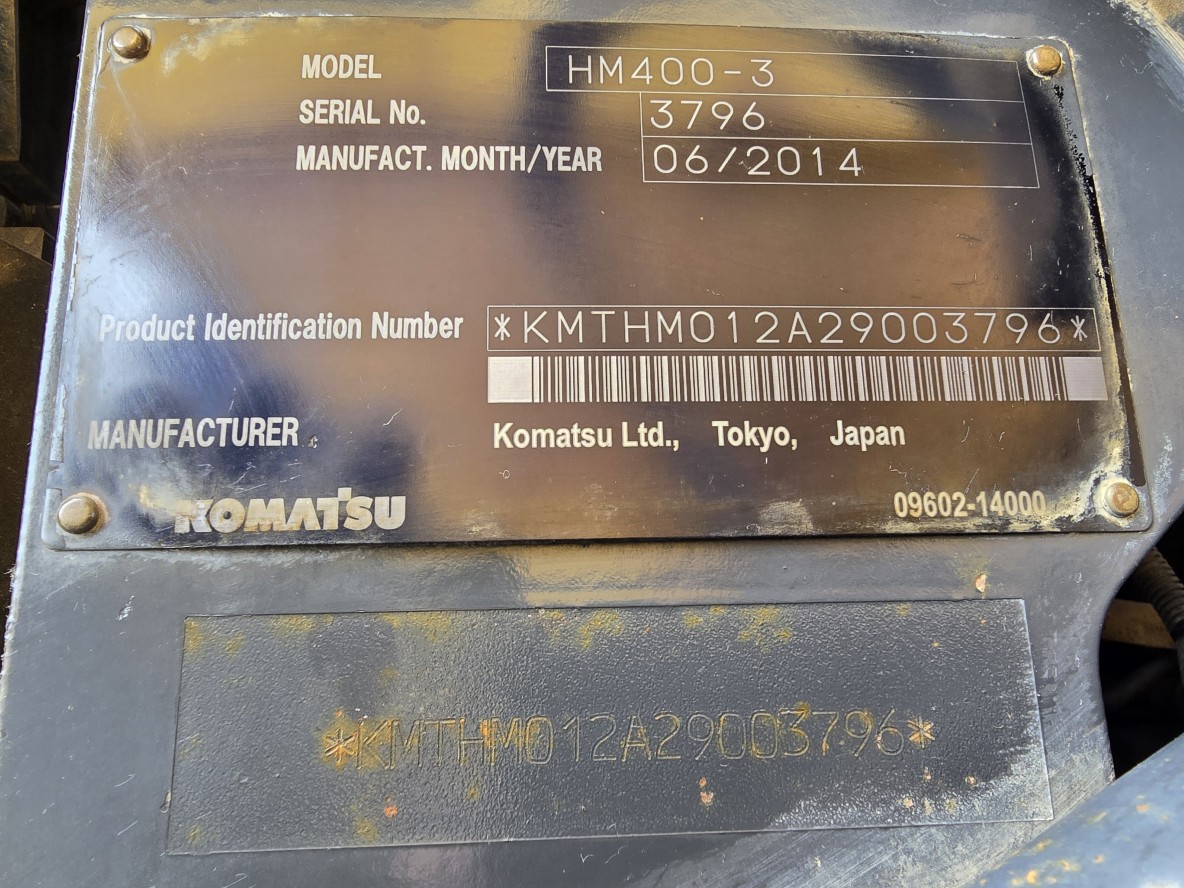 MODEL HM400-3
SERIAL No. 3796
MANUFACT. MONTH/YEAR 06/2014
Product Identification Number *KMTHM012A29003796*
MANUFACTURER Komatsu Ltd., Tokyo, Japan
KOMATSU 09602-14000
*KMTHM012A29003796*